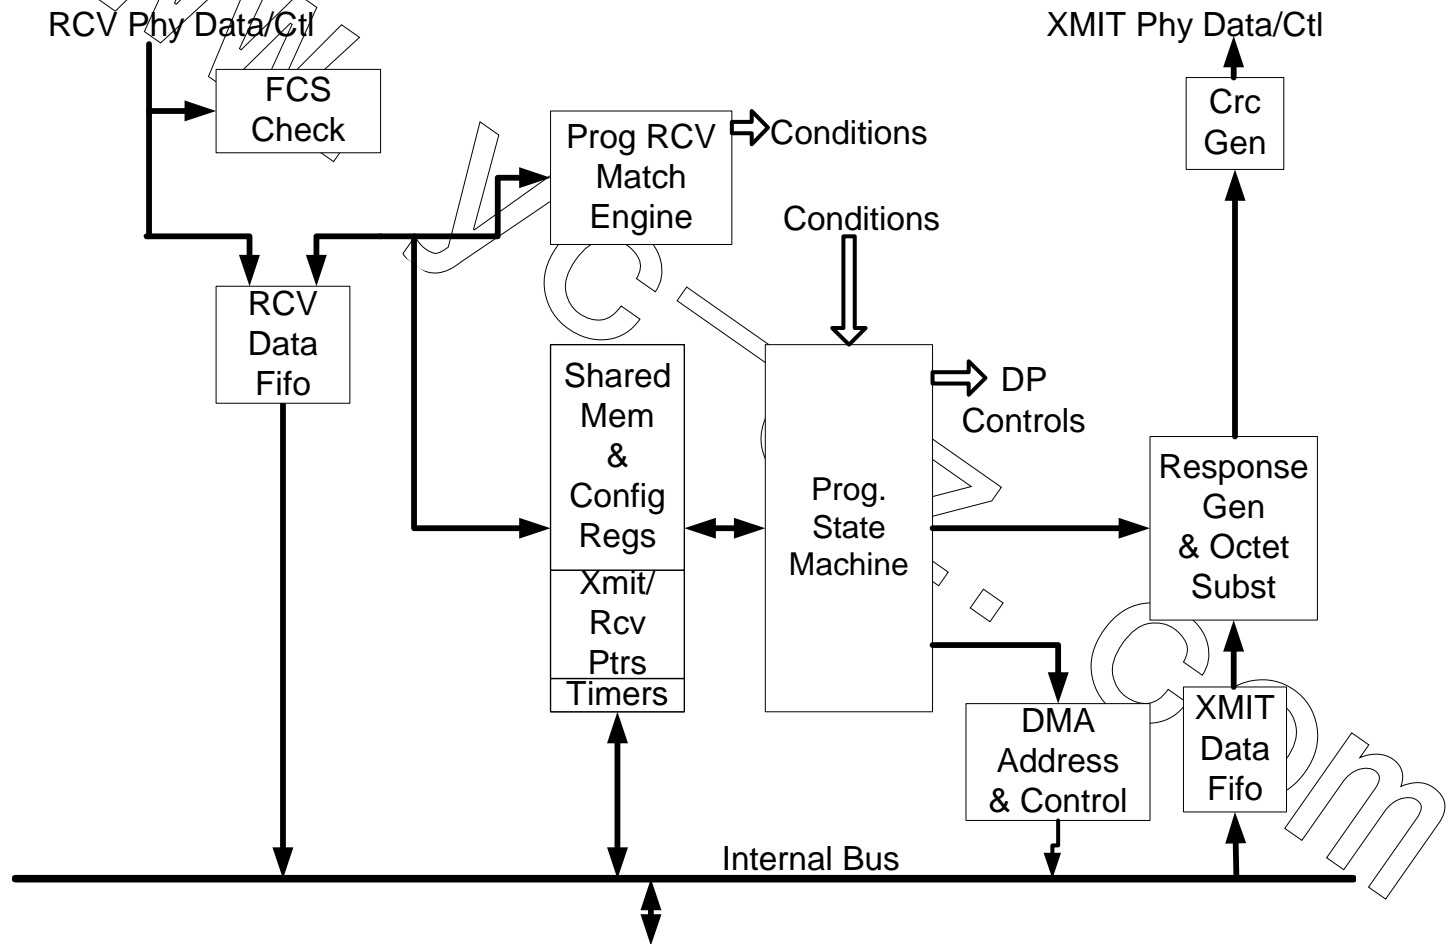 RCV Phy Data/Ctl
XMIT Phy Data/Ctl
FCS
Check
Crc
Gen
Prog RCV
Match
Engine
Conditions
Conditions
RCV
Data
Fifo
Shared
Mem
&
Config
Regs
Xmit/
Rcv
Ptrs
Timers
Prog.
State
Machine
DP
Controls
Response
Gen
& Octet
Subst
DMA
Address
& Control
XMIT
Data
Fifo
Internal Bus